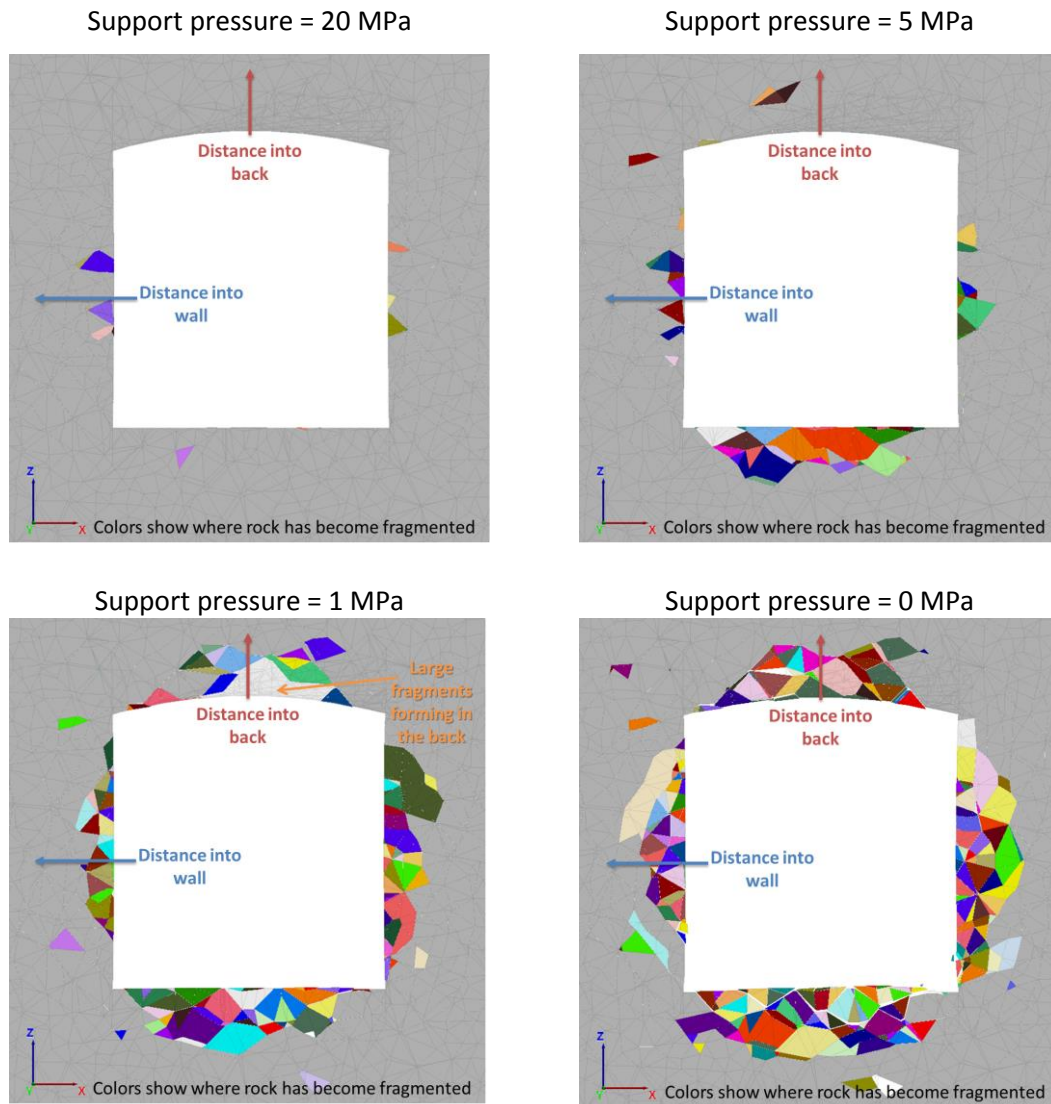 Support pressure = 20 MPa
Distance into
back
Distance into
wall
Z
Y
X
Colors show where rock has become fragmented
Support pressure = 5 MPa
Distance into
back
Distance into
wall
Z
Y
X
Colors show where rock has become fragmented
Support pressure = 1 MPa
Large
fragments
forming in
the back
Distance into
back
Distance into
wall
Z
Y
X
Colors show where rock has become fragmented
Support pressure = 0 MPa
Distance into
back
Distance into
wall
Z
Y
X
Colors show where rock has become fragmented